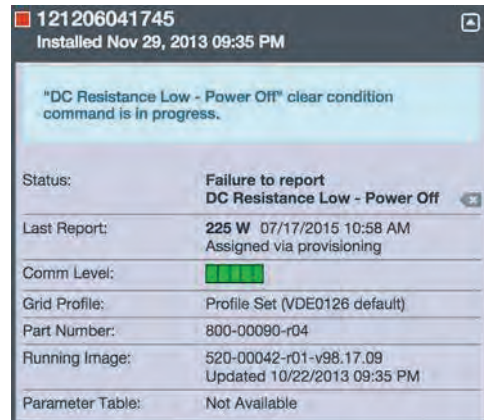 121206041745
Installed Nov 29, 2013 09:35 PM
"DC Resistance Low - Power Off" clear condition
command is in progress.
Status: Failure to report
DC Resistance Low - Power Off
Last Report: 225 W 07/17/2015 10:58 AM
Assigned via provisioning
Comm Level:
Grid Profile: Profile Set (VDE0126 default)
Part Number: 800-00090-r04
Running Image: 520-00042-r01-v98.17.09
Updated 10/22/2013 09:35 PM
Parameter Table: Not Available